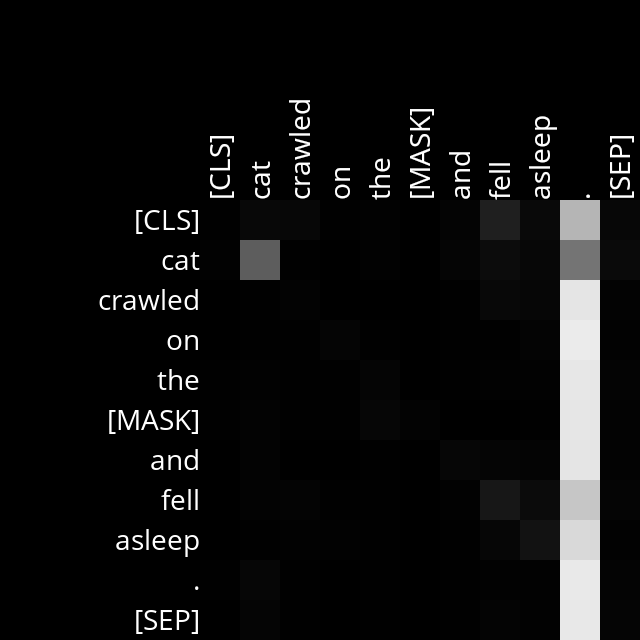 [CLS] cat crawled on the [MASK] and fell asleep . [SEP]
[CLS]
cat
crawled
on
the
[MASK]
and
fell
asleep
.
[SEP]